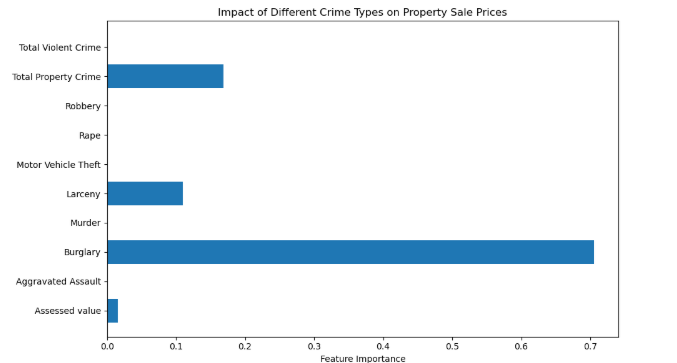 Impact of Different Crime Types on Property Sale Prices
Total Violent Crime
Total Property Crime
Robbery
Rape
Motor Vehicle Theft
Larceny
Murder
Burglary
Aggravated Assault
Assessed value
0.0 0.1 0.2 0.3 0.4 0.5 0.6 0.7
Feature Importance